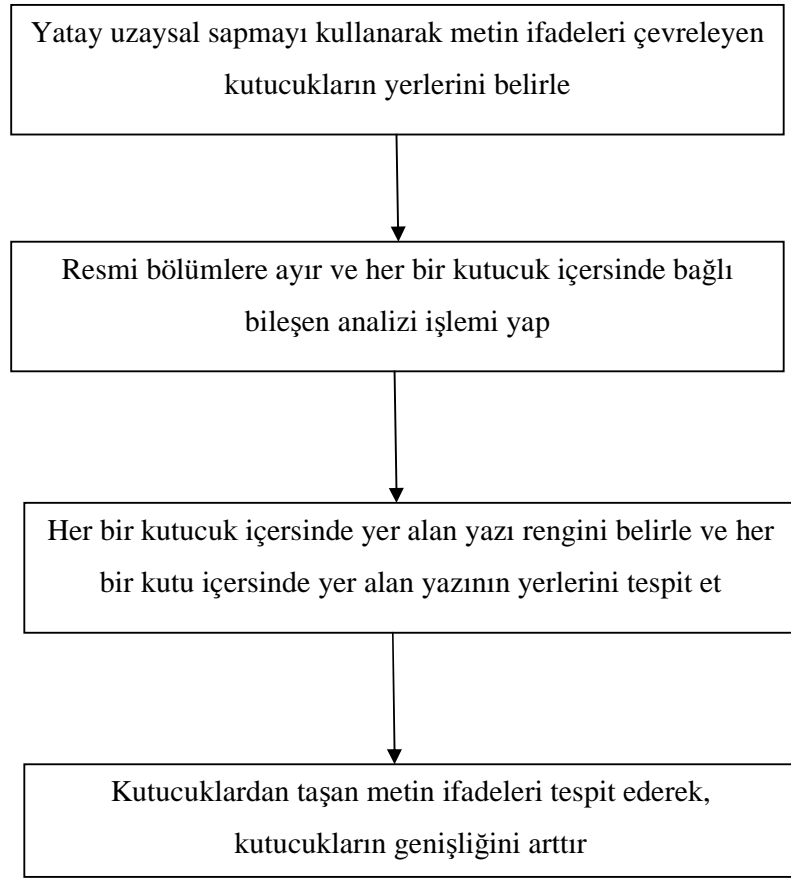 Yatay uzaysal sapmayı kullanarak metin ifadeleri çevreleyen
kutucukların yerlerini belirle
Resmi bölümlere ayır ve her bir kutucuk içersinde bağlı
bileşen analizi işlemi yap
Her bir kutucuk içersinde yer alan yazı rengini belirle ve her
bir kutu içersinde yer alan yazının yerlerini tespit et
Kutucuklardan taşan metin ifadeleri tespit ederek,
kutucukların genişliğini arttır